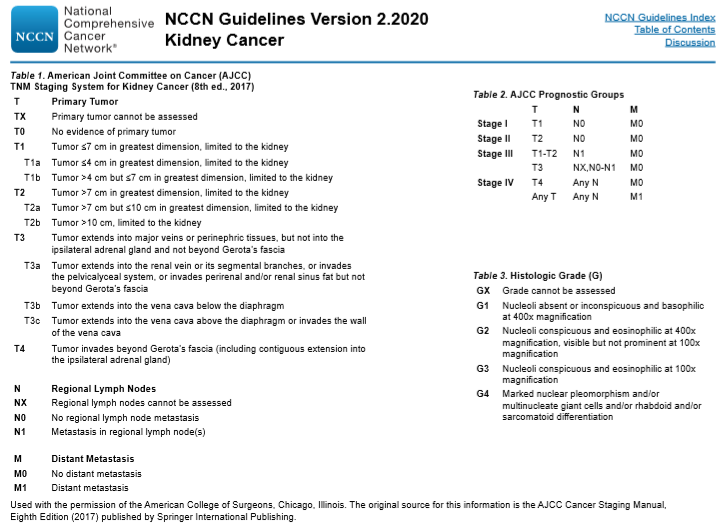 National
Comprehensive
Cancer
Network®
NCCN
NCCN Guidelines Version 2.2020
Kidney Cancer
NCCN Guidelines Index
Table of Contents
Discussion
Table 1. American Joint Committee on Cancer (AJCC)
TNM Staging System for Kidney Cancer (8th ed., 2017)
T Primary Tumor
TX Primary tumor cannot be assessed
T0 No evidence of primary tumor
T1 Tumor ≤7 cm in greatest dimension, limited to the kidney
T1a Tumor ≤4 cm in greatest dimension, limited to the kidney
T1b Tumor >4 cm but ≤7 cm in greatest dimension, limited to the kidney
T2 Tumor >7 cm in greatest dimension, limited to the kidney
T2a Tumor >7 cm but ≤10 cm in greatest dimension, limited to the kidney
T2b Tumor >10 cm, limited to the kidney
T3 Tumor extends into major veins or perinephric tissues, but not into the
ipsilateral adrenal gland and not beyond Gerota's fascia
T3a Tumor extends into the renal vein or its segmental branches, or invades
the pelvicalyceal system, or invades perirenal and/or renal sinus fat but not
beyond Gerota's fascia
T3b Tumor extends into the vena cava below the diaphragm
T3c Tumor extends into the vena cava above the diaphragm or invades the wall
of the vena cava
T4 Tumor invades beyond Gerota's fascia (including contiguous extension into
the ipsilateral adrenal gland)
N Regional Lymph Nodes
NX Regional lymph nodes cannot be assessed
N0 No regional lymph node metastasis
N1 Metastasis in regional lymph node(s)
M Distant Metastasis
M0 No distant metastasis
M1 Distant metastasis
Table 2. AJCC Prognostic Groups
T N M
Stage I T1 N0 M0
Stage II T2 N0 M0
Stage III T1-T2 N1 M0
T3 NX,N0-N1 M0
Stage IV T4 Any N M0
Any T Any N M1
Table 3. Histologic Grade (G)
GX Grade cannot be assessed
G1 Nucleoli absent or inconspicuous and basophilic
at 400x magnification
G2 Nucleoli conspicuous and eosinophilic at 400x
magnification, visible but not prominent at 100x
magnification
G3 Nucleoli conspicuous and eosinophilic at 100x
magnification
G4 Marked nuclear pleomorphism and/or
multinucleate giant cells and/or rhabdoid and/or
sarcomatoid differentiation
Used with the permission of the American College of Surgeons, Chicago, Illinois. The original source for this information is the AJCC Cancer Staging Manual,
Eighth Edition (2017) published by Springer International Publishing.